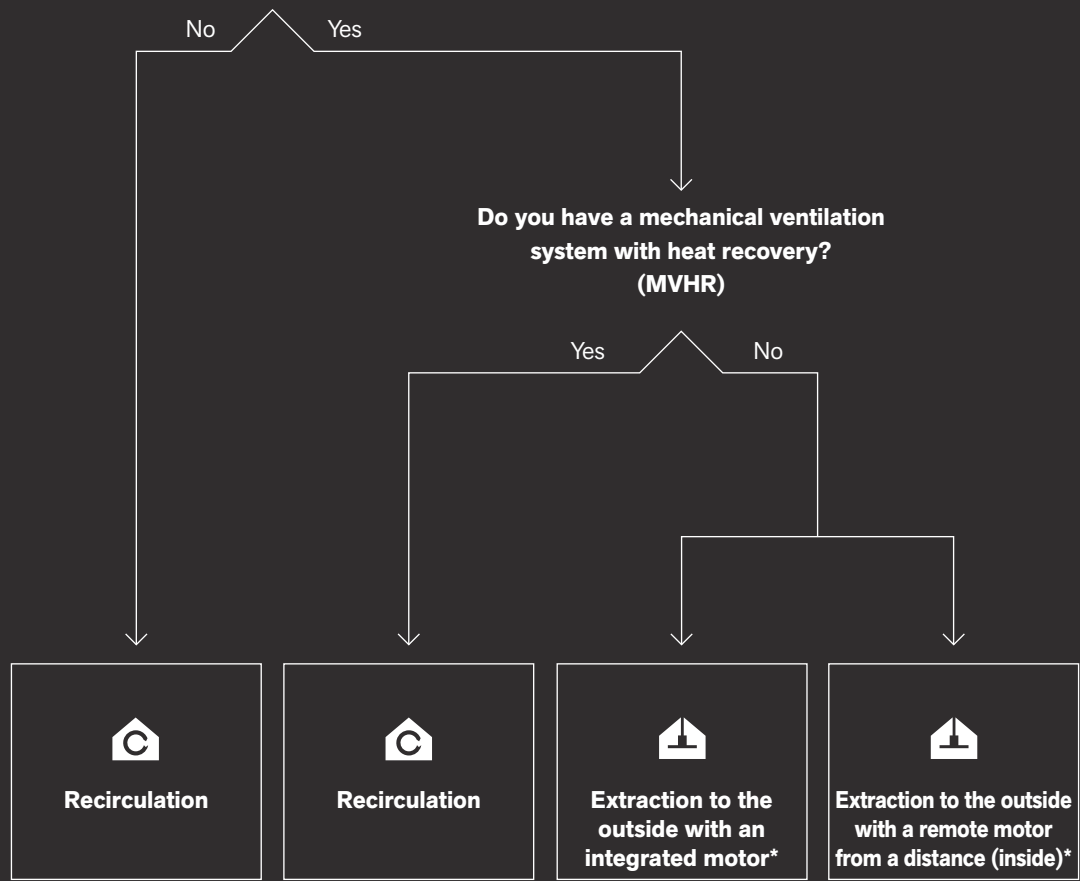 No
Yes
Do you have a mechanical ventilation
system with heat recovery?
(MVHR)
Yes
No
Recirculation
Recirculation
Extraction to the
outside with an
integrated motor*
Extraction to the outside
with a remote motor
from a distance (inside)*